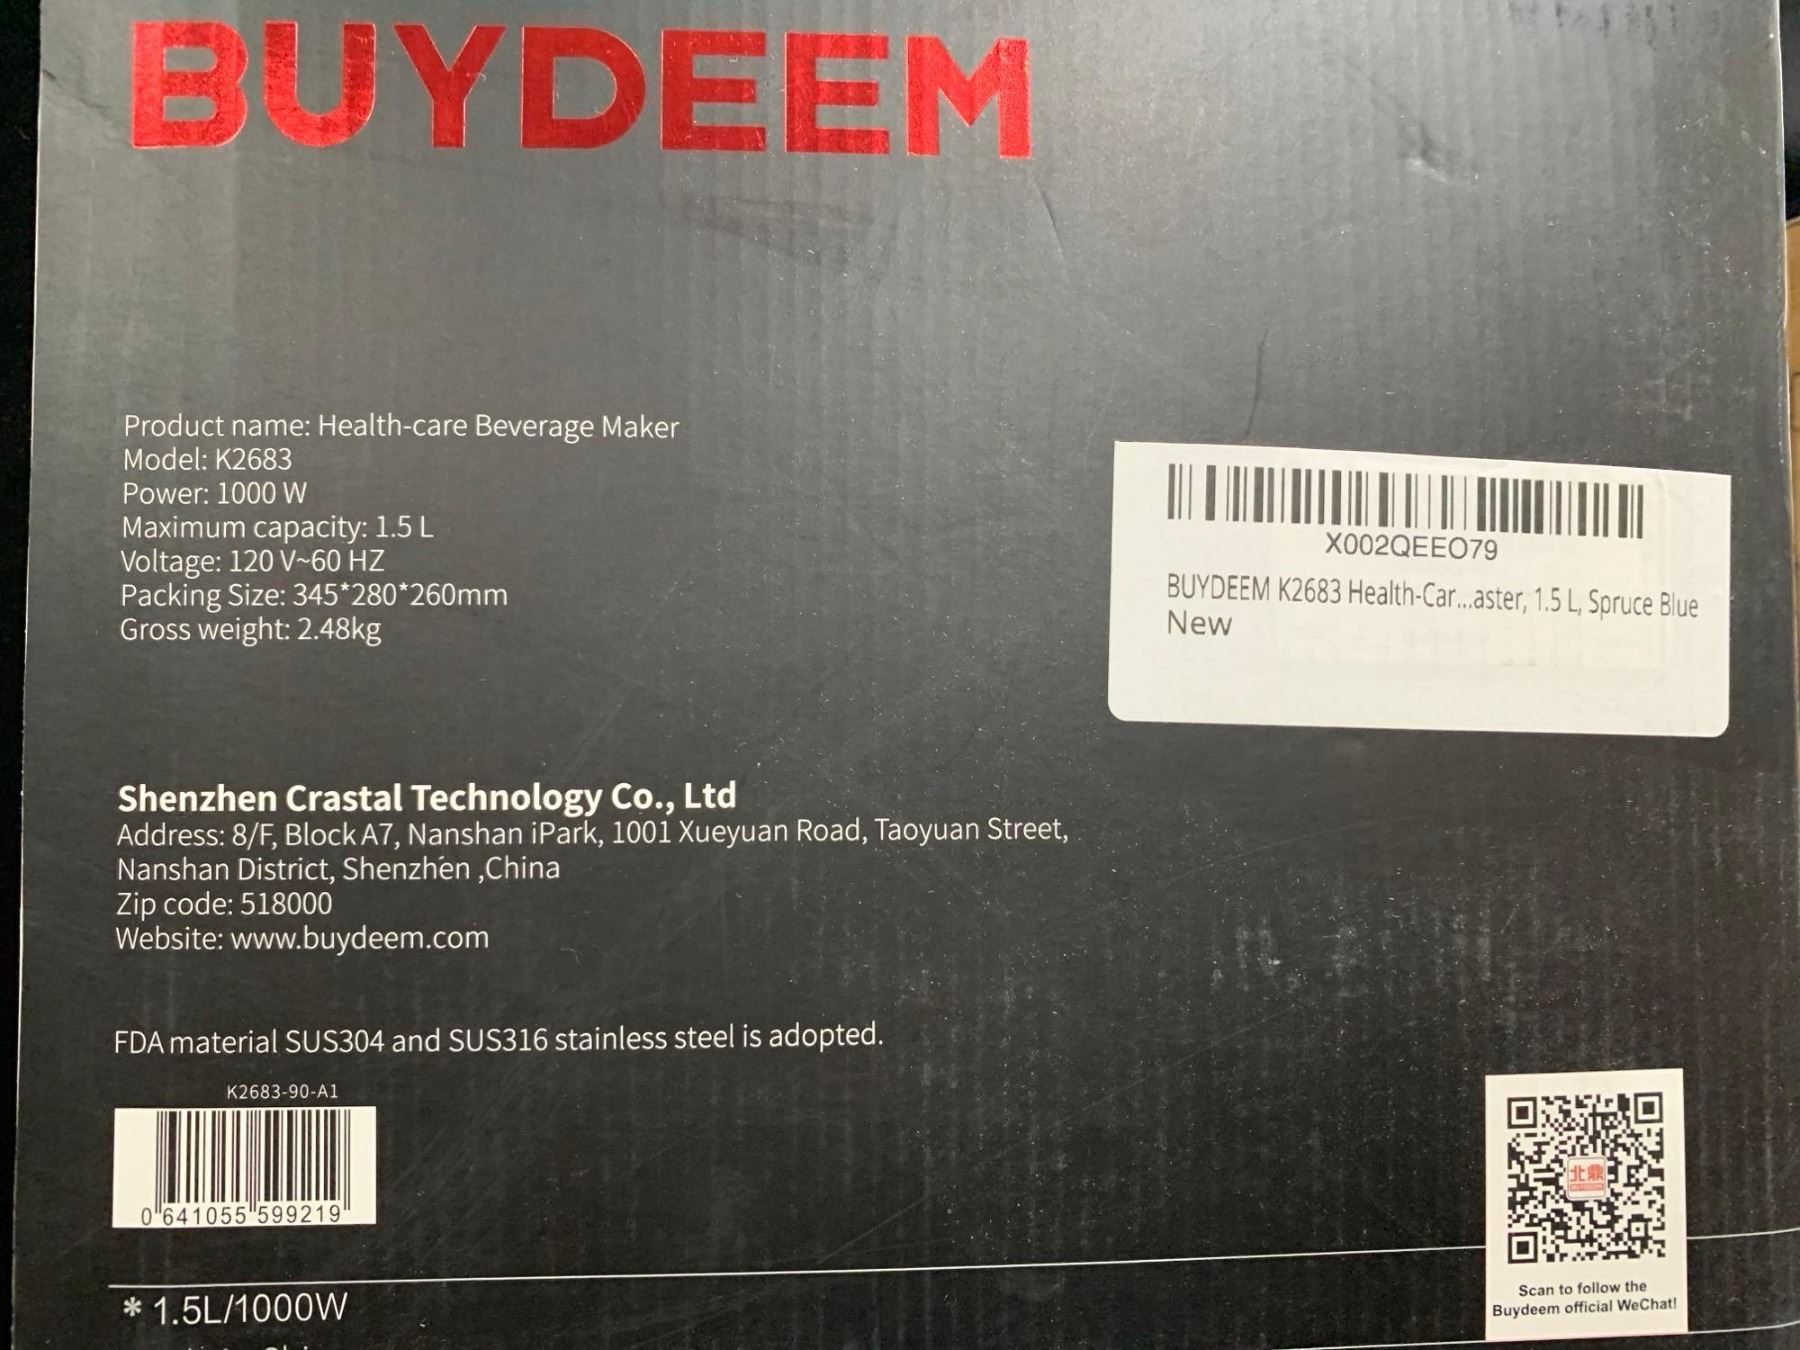 BUYDEEM
Product name: Health-care Beverage Maker
Model: K2683
Power: 1000 W
Maximum capacity: 1.5 L
Voltage: 120 V~60 HZ
Packing Size: 345*280*260mm
Gross weight: 2.48kg
X002QEEO79
BUYDEEM K2683 Health-Car...aster, 1.5 L, Spruce Blue
New
Shenzhen Crastal Technology Co., Ltd
Address: 8/F, Block A7, Nanshan iPark, 1001 Xueyuan Road, Taoyuan Street,
Nanshan District, Shenzhen ,China
Zip code: 518000
Website: www.buydeem.com
FDA material SUS304 and SUS316 stainless steel is adopted.
K2683-90-A1
0 641055 599219
北鼎
Scan to follow the
Buydeem official WeChat!
* 1.5L/1000W